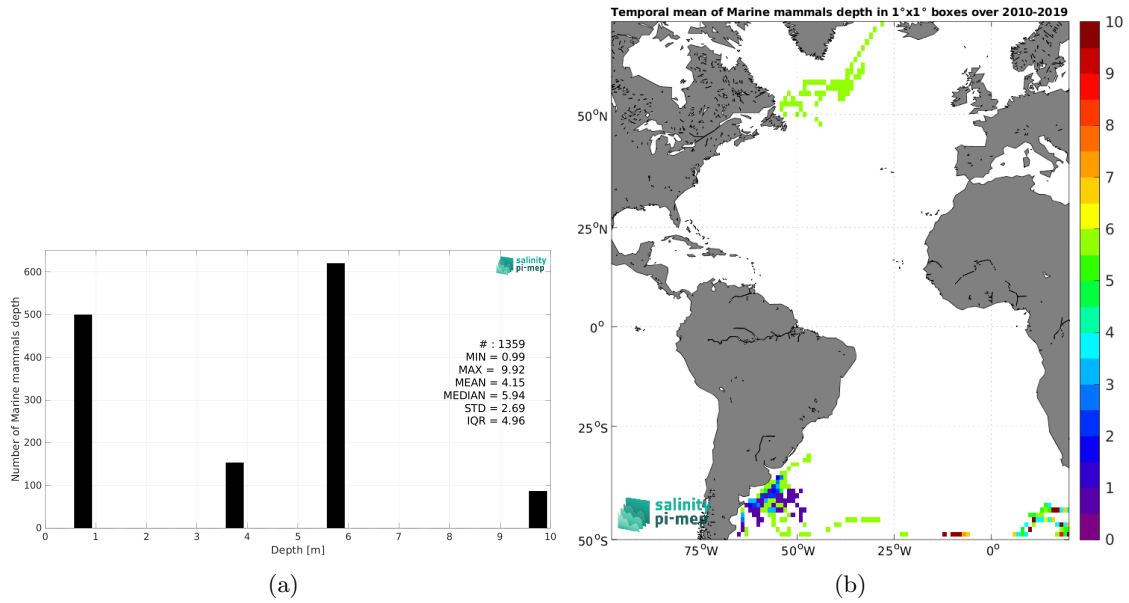 Number of Marine mammals depth
600
500
400
300
200
100
0
0 1 2 3 4 5 6 7 8 9 10
Depth [m]
salinity
pi-mep
# : 1359
MIN = 0.99
MAX = 9.92
MEAN = 4.15
MEDIAN = 5.94
STD = 2.69
IQR = 4.96
(a)
Temporal mean of Marine mammals depth in 1°x1° boxes over 2010-2019
50°N
25°N
0°
25°S
50°S
75°W 50°W 25°W 0°
salinity
pi-mep
10
9
8
7
6
5
4
3
2
1
0
(b)